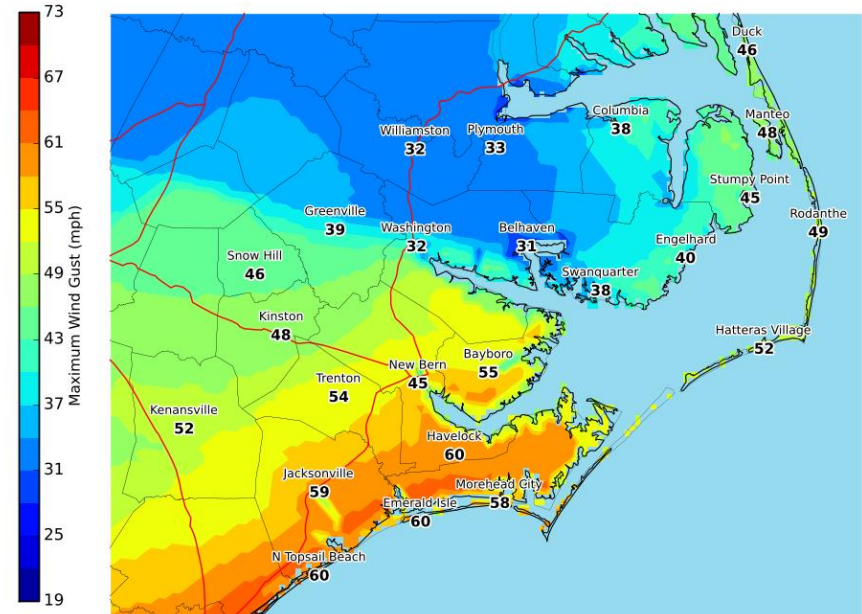 73
67
61
55
49
43
37
31
25
19
Maximum Wind Gust (mph)
Duck
46
Columbia
38
Manteo
48
Williamston
32
Plymouth
33
Stumpy Point
45
Greenville
39
Washington
32
Belhaven
31
Rodanthe
49
Snow Hill
46
Engelhard
40
Swanquarter
38
Kinston
48
Hatteras Village
52
New Bern
45
Bayboro
55
Trenton
54
Kenansville
52
Havelock
60
Jacksonville
59
Morehead City
58
Emerald Isle
60
N Topsail Beach
60